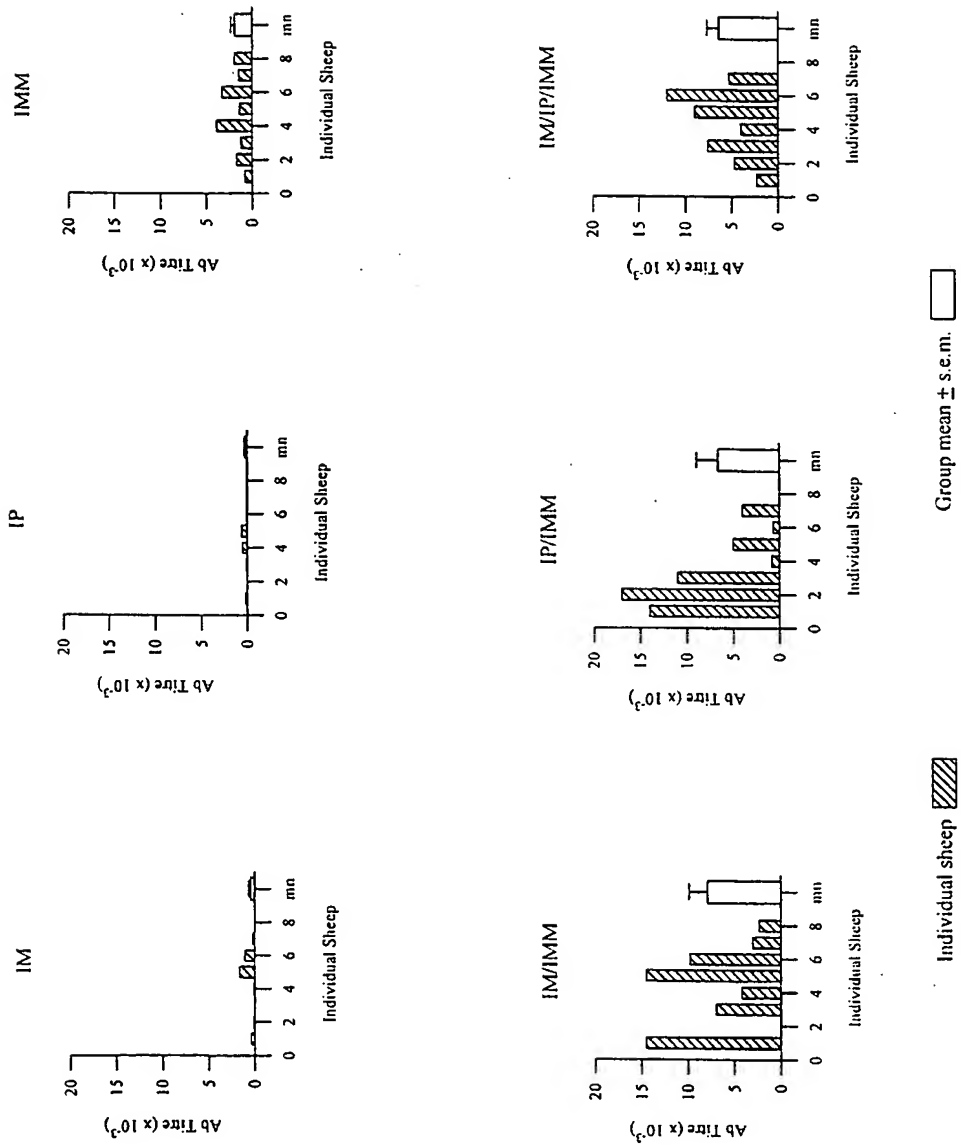 IM
Ab Titre (x 10-3)
20
15
10
5
0
0 2 4 6 8 mn
Individual Sheep
IP
Ab Titre (x 10-3)
20
15
10
5
0
0 2 4 6 8 mn
Individual Sheep
IMM
Ab Titre (x 10-3)
20
15
10
5
0
0 2 4 6 8 mn
Individual Sheep
IM/IMM
Ab Titre (x 10-3)
20
15
10
5
0
0 2 4 6 8 mn
Individual Sheep
IP/IMM
Ab Titre (x 10-3)
20
15
10
5
0
0 2 4 6 8 mn
Individual Sheep
IM/IP/IMM
Ab Titre (x 10-3)
20
15
10
5
0
0 2 4 6 8 mn
Individual Sheep
Individual sheep
Group mean ± s.e.m.